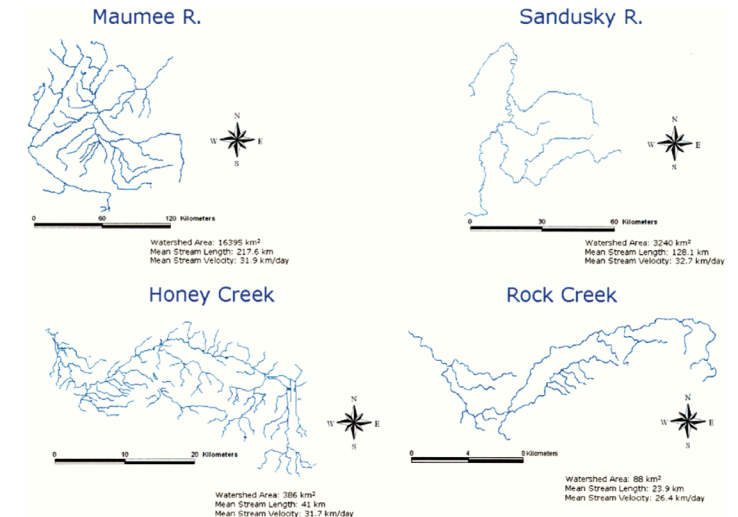 Maumee R.
Sandusky R.
N
W E
S
N
W E
S
0 60 120 Kilometers
0 30 60 Kilometers
Watershed Area: 16395 km²
Mean Stream Length: 217.6 km
Mean Stream Velocity: 31.9 km/day
Watershed Area: 3240 km²
Mean Stream Length: 128.1 km
Mean Stream Velocity: 32.7 km/day
Honey Creek
Rock Creek
N
W E
S
N
W E
S
0 10 20 Kilometers
0 4 8 Kilometers
Watershed Area: 386 km²
Mean Stream Length: 41 km
Mean Stream Velocity: 31.7 km/day
Watershed Area: 88 km²
Mean Stream Length: 23.9 km
Mean Stream Velocity: 26.4 km/day